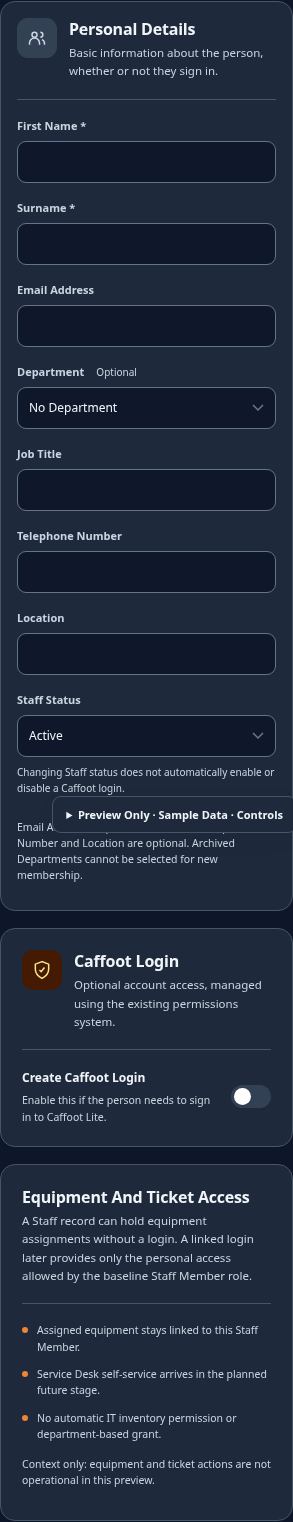 Personal Details
Basic information about the person,
whether or not they sign in.
First Name *
Surname *
Email Address
Department Optional
No Department
Job Title
Telephone Number
Location
Staff Status
Active
Changing Staff status does not automatically enable or
disable a Caffoot login.
▶ Preview Only · Sample Data · Controls
Email
Number and Location are optional. Archived
Departments cannot be selected for new
membership.
Caffoot Login
Optional account access, managed
using the existing permissions
system.
Create Caffoot Login
Enable this if the person needs to sign
in to Caffoot Lite.
Equipment And Ticket Access
A Staff record can hold equipment
assignments without a login. A linked login
later provides only the personal access
allowed by the baseline Staff Member role.
Assigned equipment stays linked to this Staff
Member.
Service Desk self-service arrives in the planned
future stage.
No automatic IT inventory permission or
department-based grant.
Context only: equipment and ticket actions are not
operational in this preview.